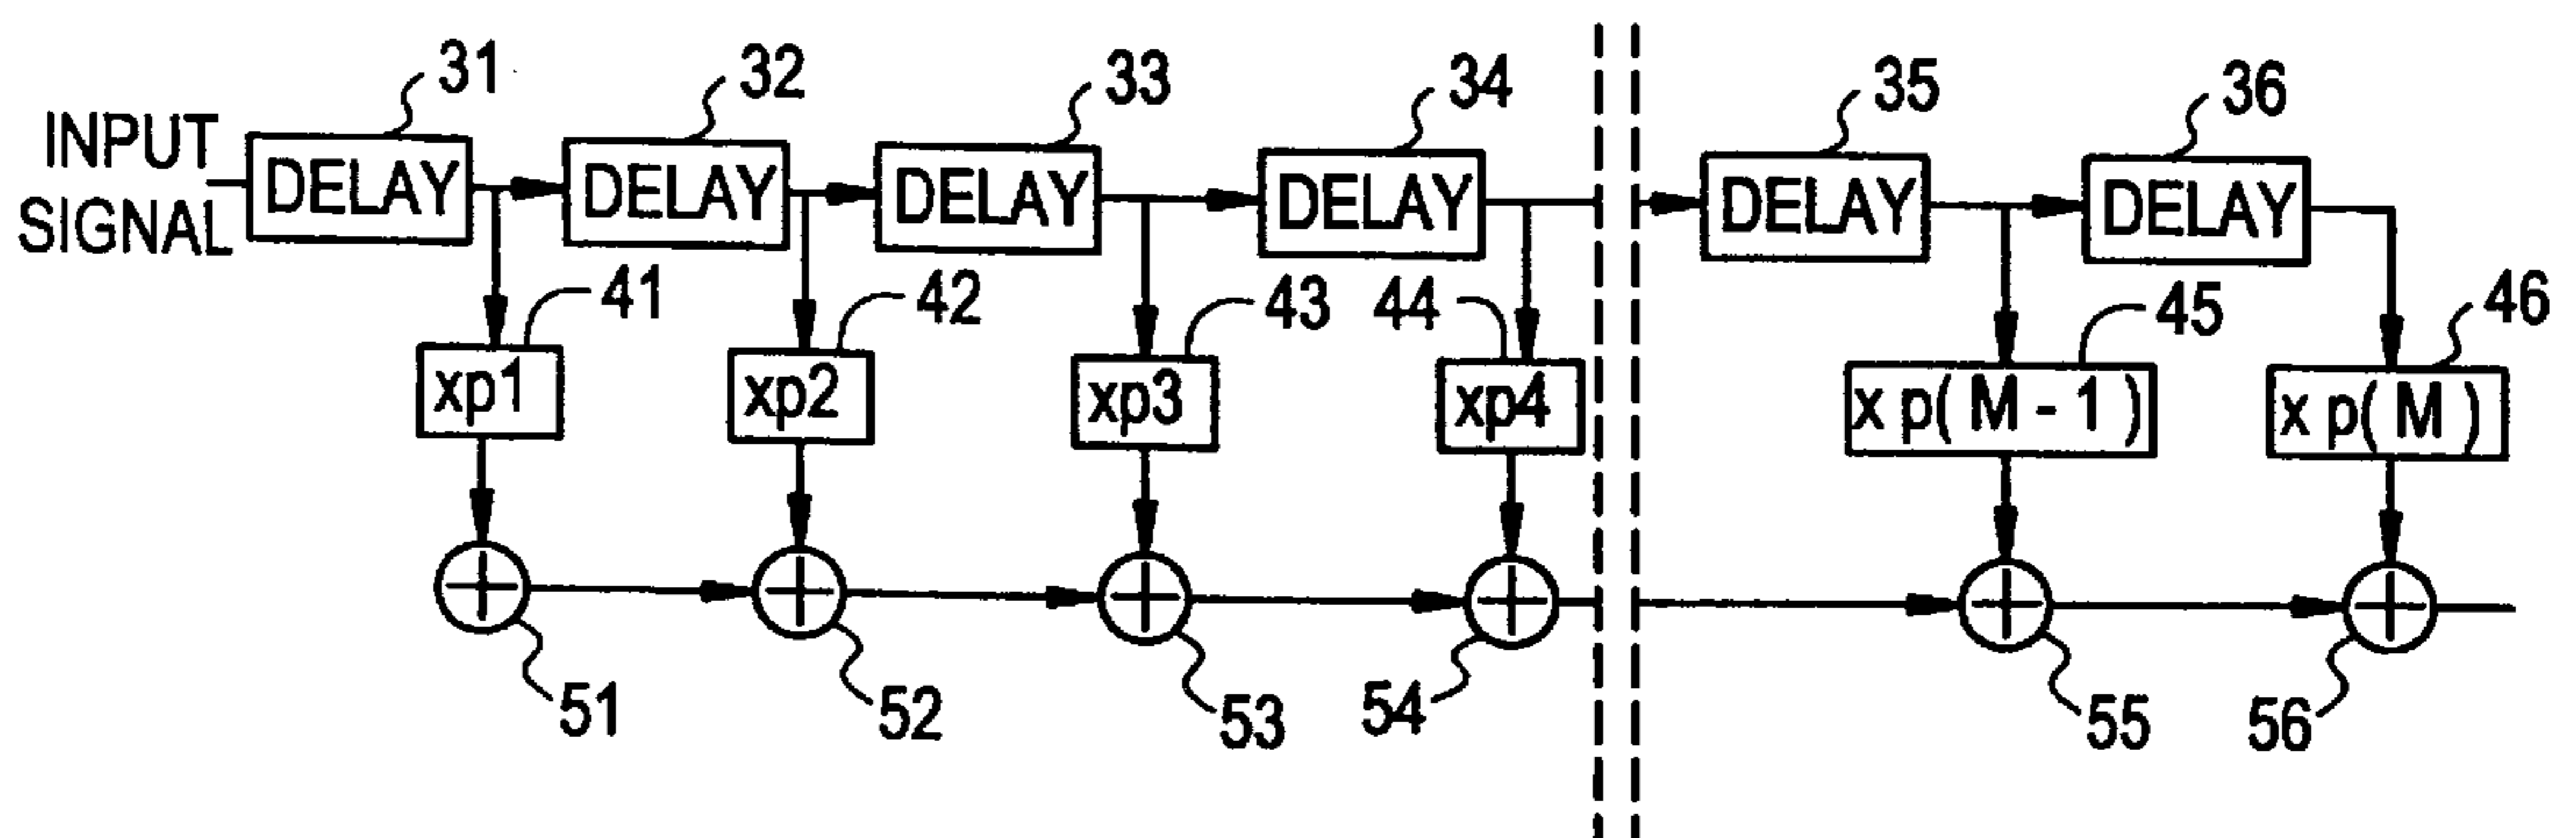 31
32
33
34
35
36
INPUT
SIGNAL
DELAY
DELAY
DELAY
DELAY
DELAY
DELAY
41
42
43
44
45
46
xp1
xp2
xp3
xp4
x p( M - 1 )
x p( M )
51
52
53
54
55
56